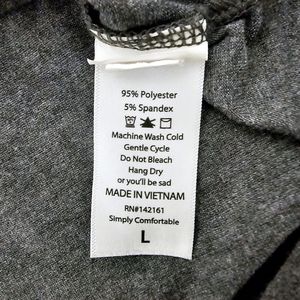 95% Polyester
5% Spandex
Machine Wash Cold
Gentle Cycle
Do Not Bleach
Hang Dry
or you'll be sad
MADE IN VIETNAM
RN#142161
Simply Comfortable
L